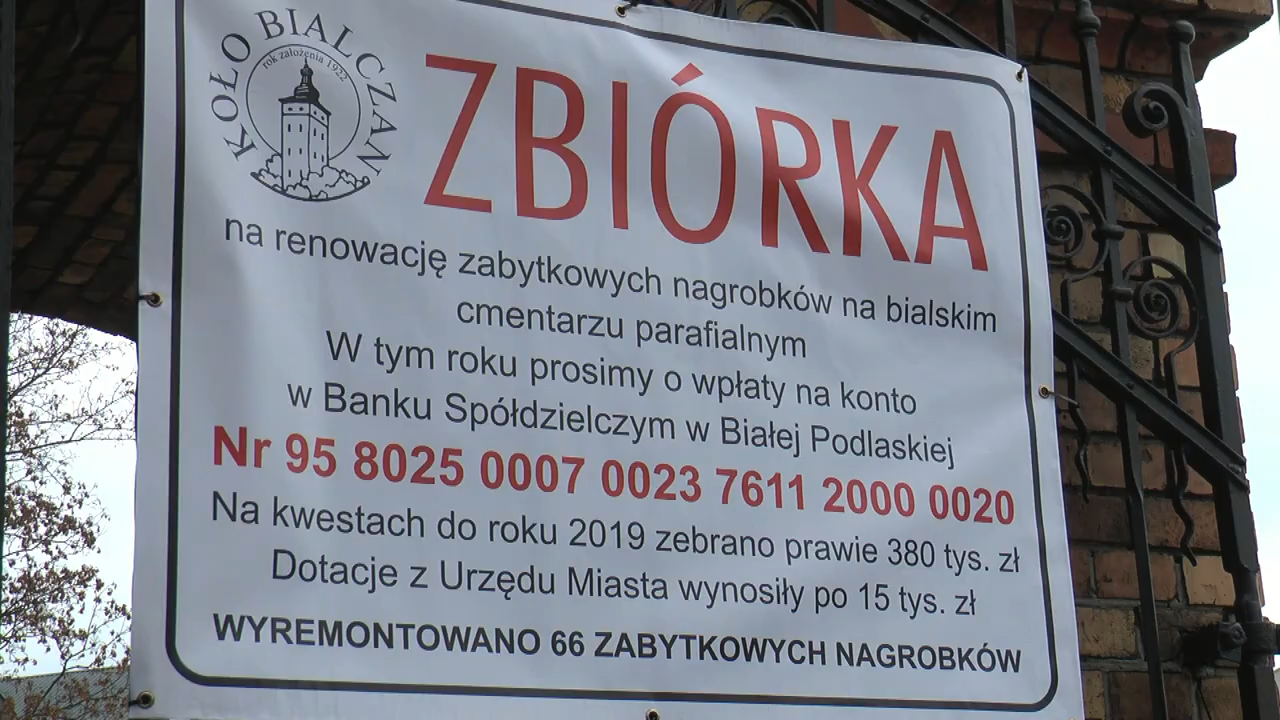 KOŁO BIALCZAN
rok założenia 1922
ZBIÓRKA
na renowację zabytkowych nagrobków na bialskim
cmentarzu parafialnym
W tym roku prosimy o wpłaty na konto
w Banku Spółdzielczym w Białej Podlaskiej
Nr 95 8025 0007 0023 7611 2000 0020
Na kwestach do roku 2019 zebrano prawie 380 tys. zł
Dotacje z Urzędu Miasta wynosiły po 15 tys. zł
WYREMONTOWANO 66 ZABYTKOWYCH NAGROBKÓW